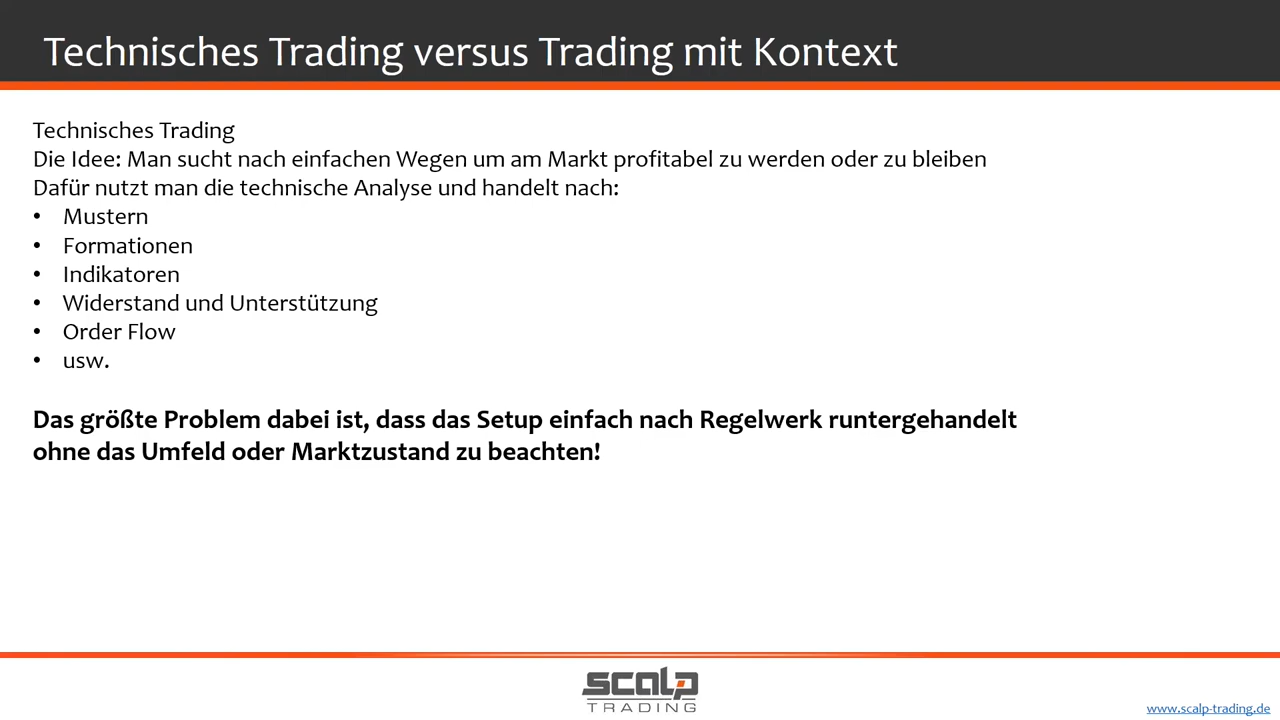 Technisches Trading versus Trading mit Kontext
Technisches Trading
Die Idee: Man sucht nach einfachen Wegen um am Markt profitabel zu werden oder zu bleiben
Dafür nutzt man die technische Analyse und handelt nach:
• Mustern
• Formationen
• Indikatoren
• Widerstand und Unterstützung
• Order Flow
• usw.
Das größte Problem dabei ist, dass das Setup einfach nach Regelwerk runtergehandelt
ohne das Umfeld oder Marktzustand zu beachten!
scalp
TRADING
www.scalp-trading.de